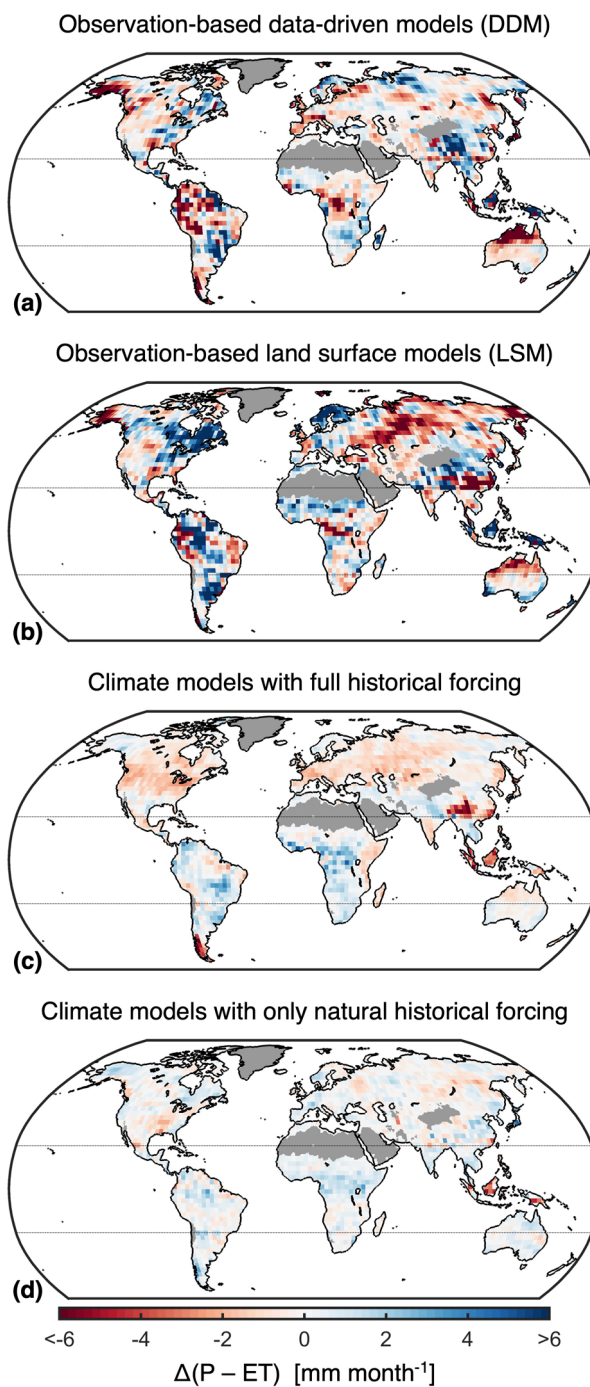 Observation-based data-driven models (DDM)
(a)
Observation-based land surface models (LSM)
(b)
Climate models with full historical forcing
(c)
Climate models with only natural historical forcing
(d)
<-6 -4 -2 0 2 4 >6
Δ(P – ET) [mm month⁻¹]